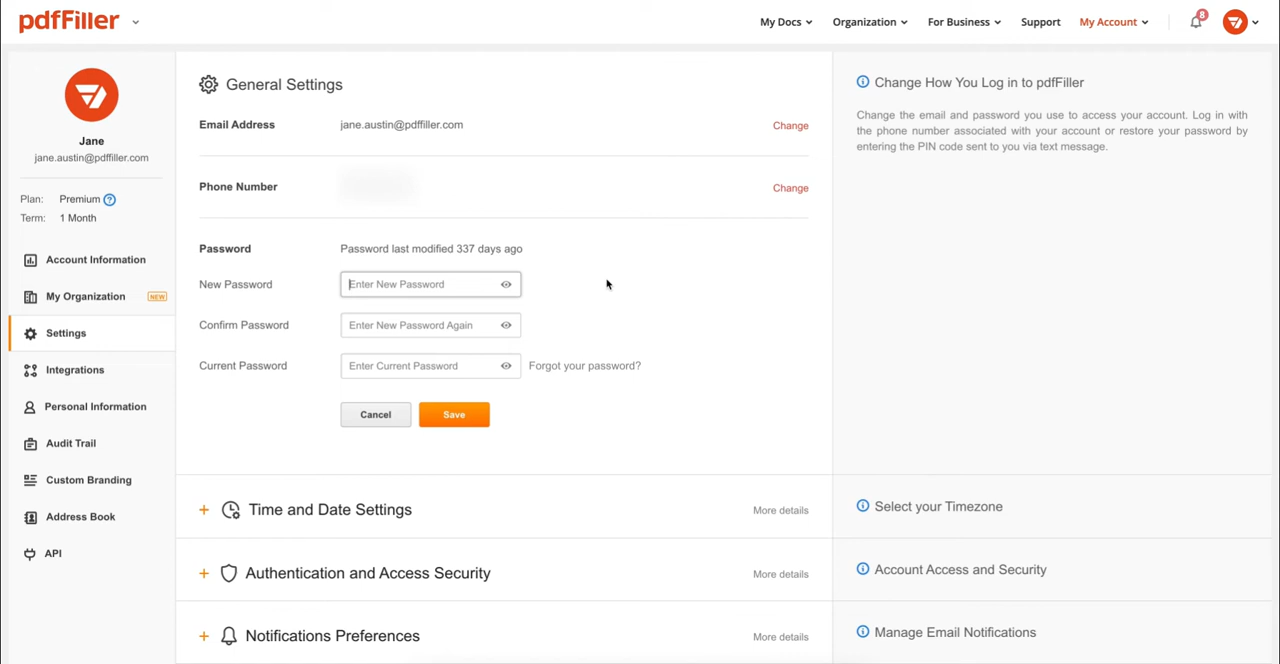 pdfFiller
My Docs
Organization
For Business
Support
My Account
8
Jane
jane.austin@pdffiller.com
Plan: Premium ?
Term: 1 Month
Account Information
My Organization NEW
Settings
Integrations
Personal Information
Audit Trail
Custom Branding
Address Book
API
General Settings
Email Address jane.austin@pdffiller.com Change
Phone Number Change
Password Password last modified 337 days ago
New Password Enter New Password
Confirm Password Enter New Password Again
Current Password Enter Current Password Forgot your password?
Cancel Save
+ Time and Date Settings More details
+ Authentication and Access Security More details
+ Notifications Preferences More details
Change How You Log in to pdfFiller
Change the email and password you use to access your account. Log in with
the phone number associated with your account or restore your password by
entering the PIN code sent to you via text message.
Select your Timezone
Account Access and Security
Manage Email Notifications